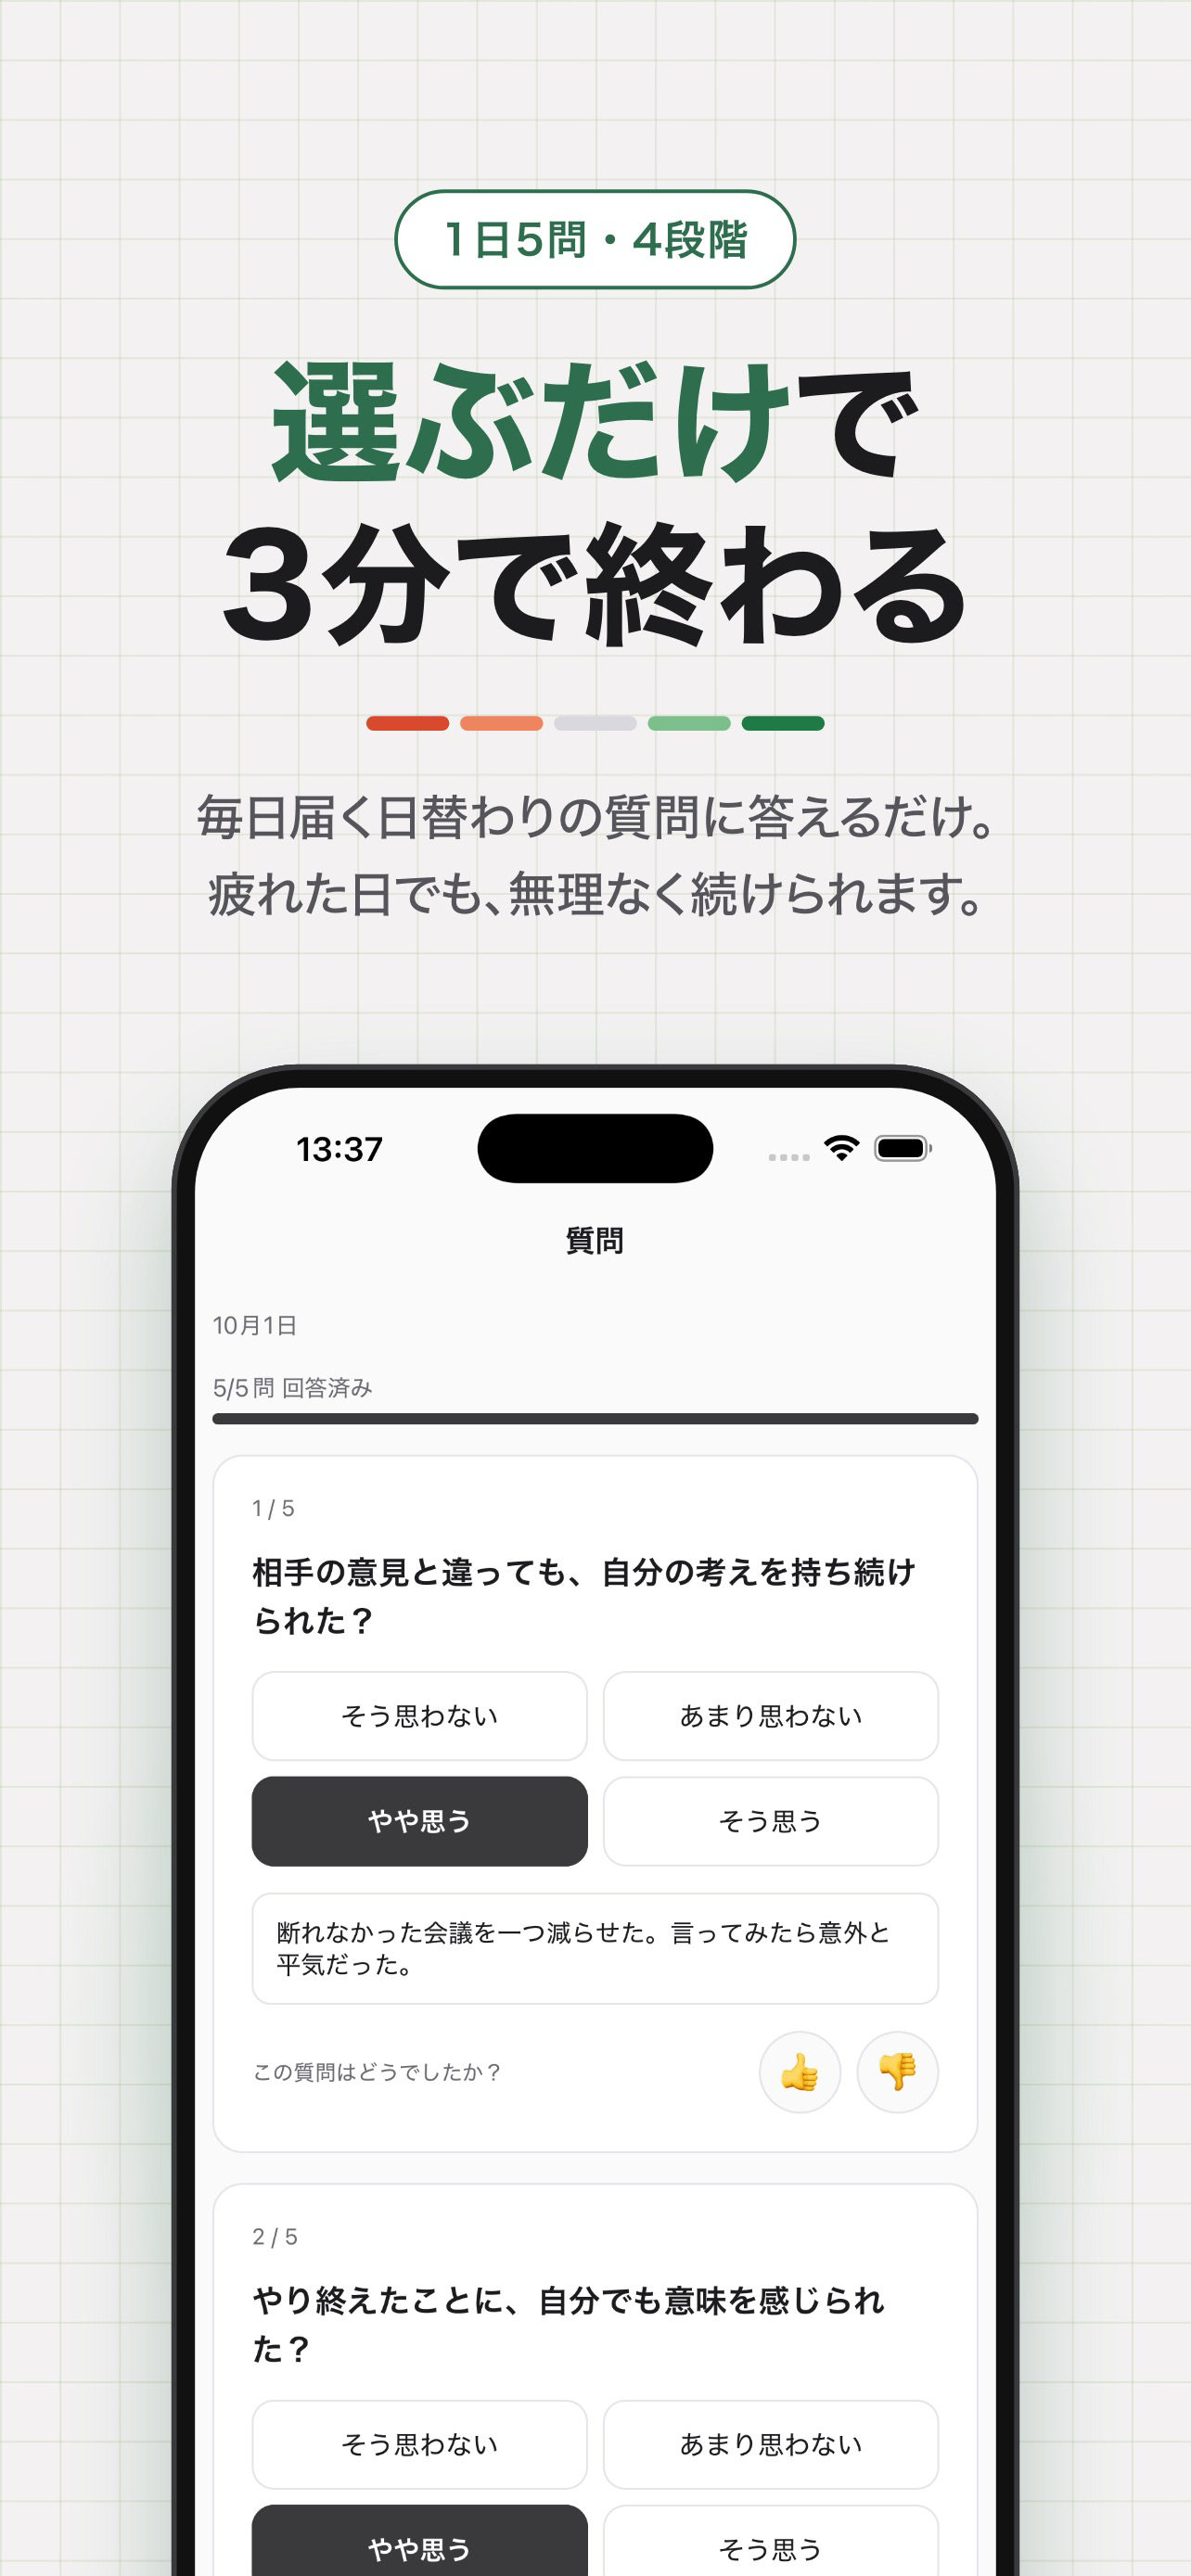 1日5問・4段階
選ぶだけで
3分で終わる
毎日届く日替わりの質問に答えるだけ。
疲れた日でも、無理なく続けられます。
13:37
質問
10月1日
5/5問 回答済み
1 / 5
相手の意見と違っても、自分の考えを持ち続け
られた？
そう思わない
あまり思わない
やや思う
そう思う
断れなかった会議を一つ減らせた。言ってみたら意外と
平気だった。
この質問はどうでしたか？
2 / 5
やり終えたことに、自分でも意味を感じられ
た？
そう思わない
あまり思わない
やや思う
そう思う